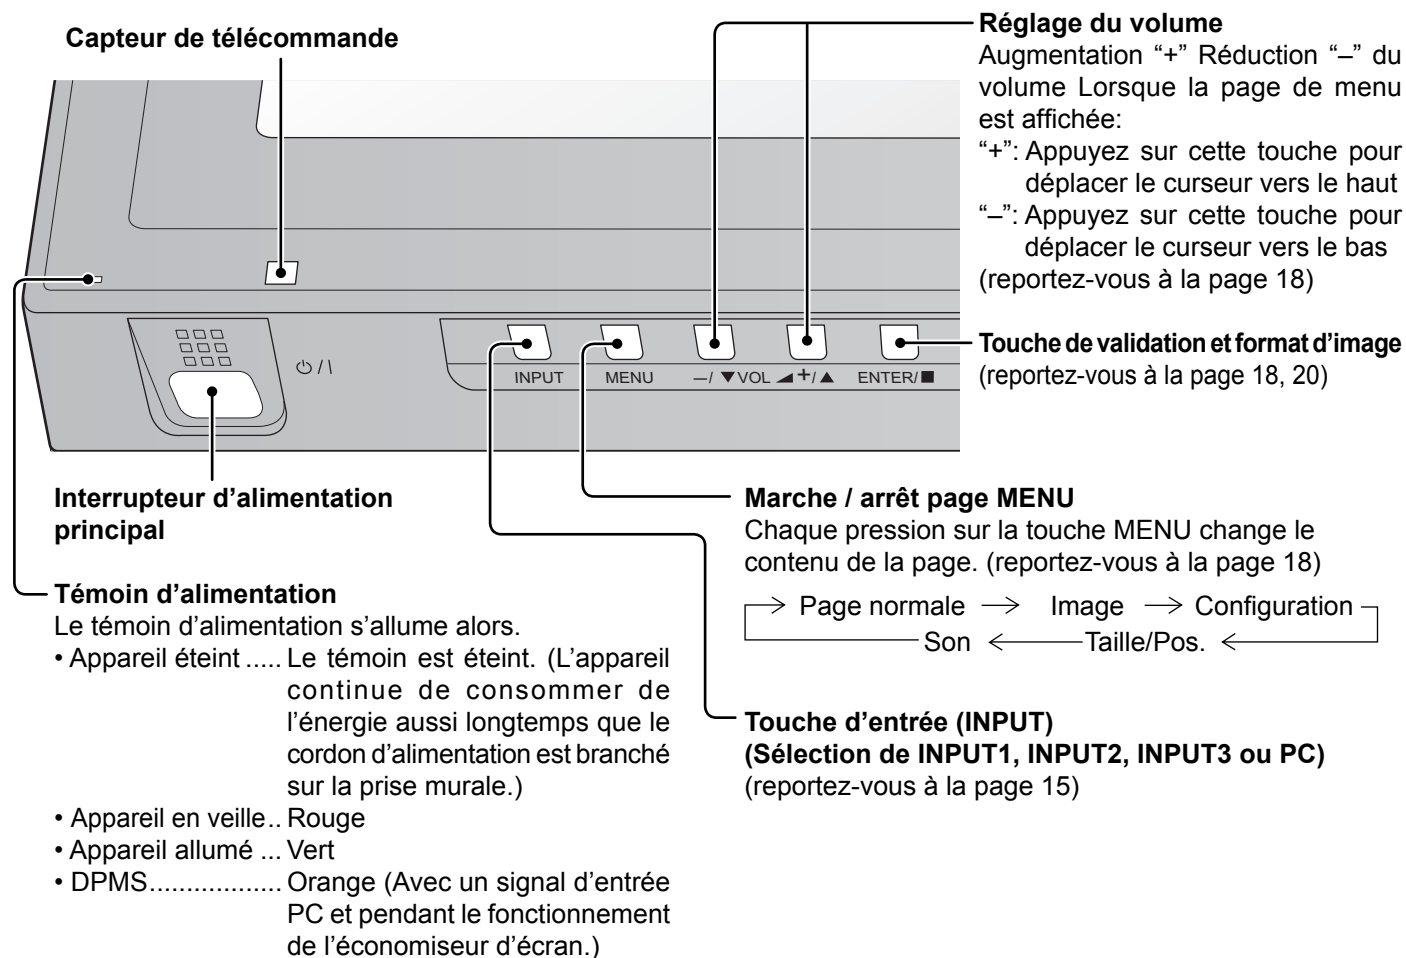 Capteur de télécommande
Réglage du volume
Augmentation “+” Réduction “–” du
volume Lorsque la page de menu
est affichée:
“+”: Appuyez sur cette touche pour
déplacer le curseur vers le haut
“–”: Appuyez sur cette touche pour
déplacer le curseur vers le bas
(reportez-vous à la page 18)
Touche de validation et format d’image
(reportez-vous à la page 18, 20)
⏻ / \
INPUT MENU –/ ▼VOL ◢ +/▲ ENTER/■
Interrupteur d’alimentation
principal
Témoin d’alimentation
Le témoin d’alimentation s’allume alors.
• Appareil éteint ..... Le témoin est éteint. (L’appareil
continue de consommer de
l’énergie aussi longtemps que le
cordon d’alimentation est branché
sur la prise murale.)
• Appareil en veille.. Rouge
• Appareil allumé ... Vert
• DPMS.................. Orange (Avec un signal d’entrée
PC et pendant le fonctionnement
de l’économiseur d’écran.)
Marche / arrêt page MENU
Chaque pression sur la touche MENU change le
contenu de la page. (reportez-vous à la page 18)
→ Page normale → Image → Configuration
Son ← Taille/Pos. ←
Touche d’entrée (INPUT)
(Sélection de INPUT1, INPUT2, INPUT3 ou PC)
(reportez-vous à la page 15)